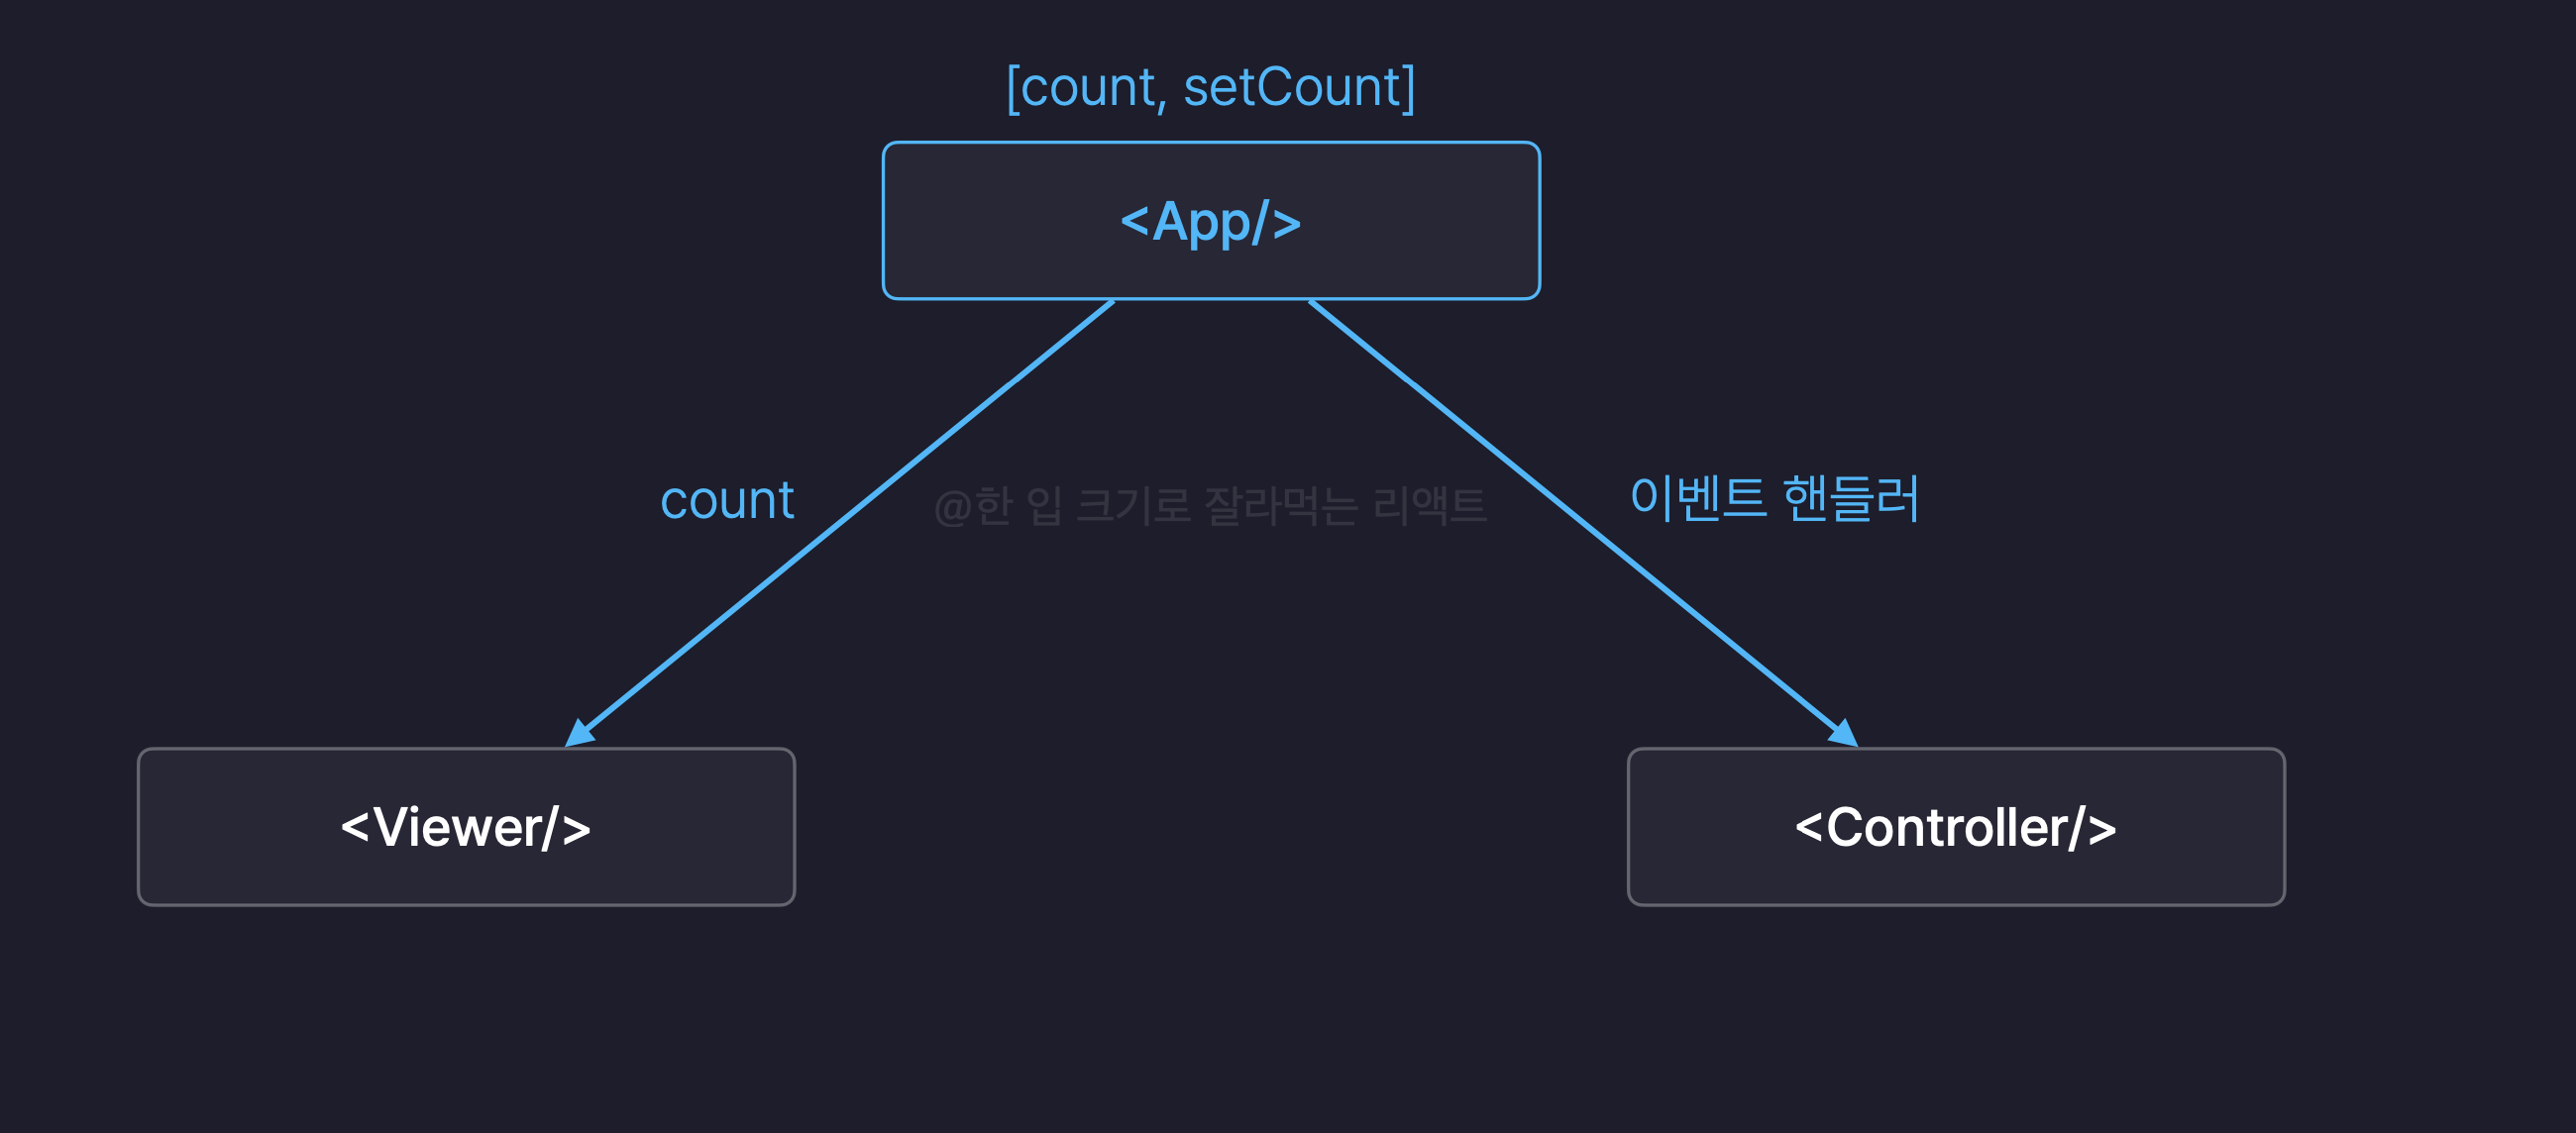 [count, setCount]
<App/>
count
@한 입 크기로 잘라먹는 리액트
이벤트 핸들러
<Viewer/>
<Controller/>